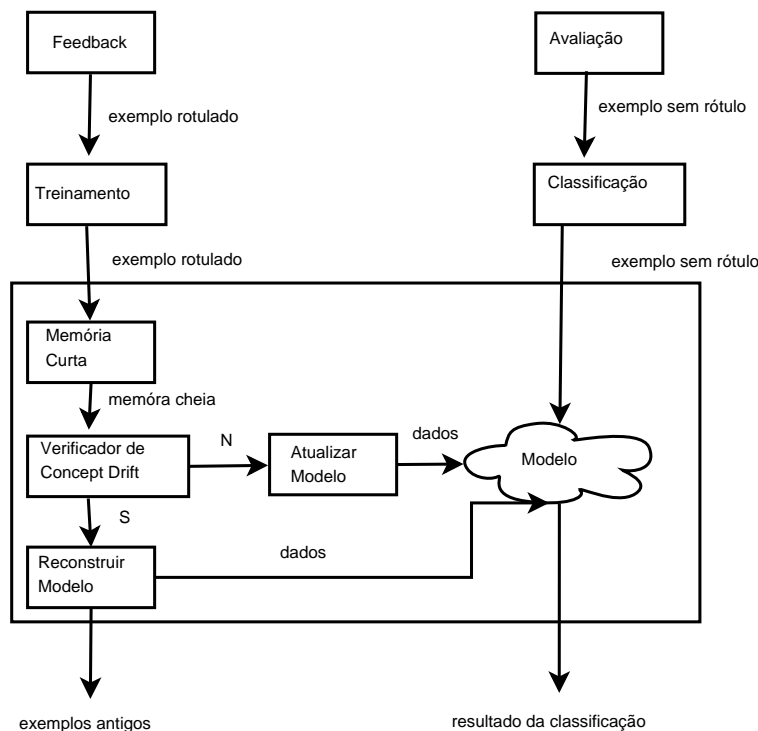 Feedback
Avaliação
exemplo rotulado
exemplo sem rótulo
Treinamento
Classificação
exemplo rotulado
exemplo sem rótulo
Memória
Curta
memóra cheia
Verificador de
Concept Drift
N
Atualizar
Modelo
dados
Modelo
S
Reconstruir
Modelo
dados
exemplos antigos
resultado da classificação